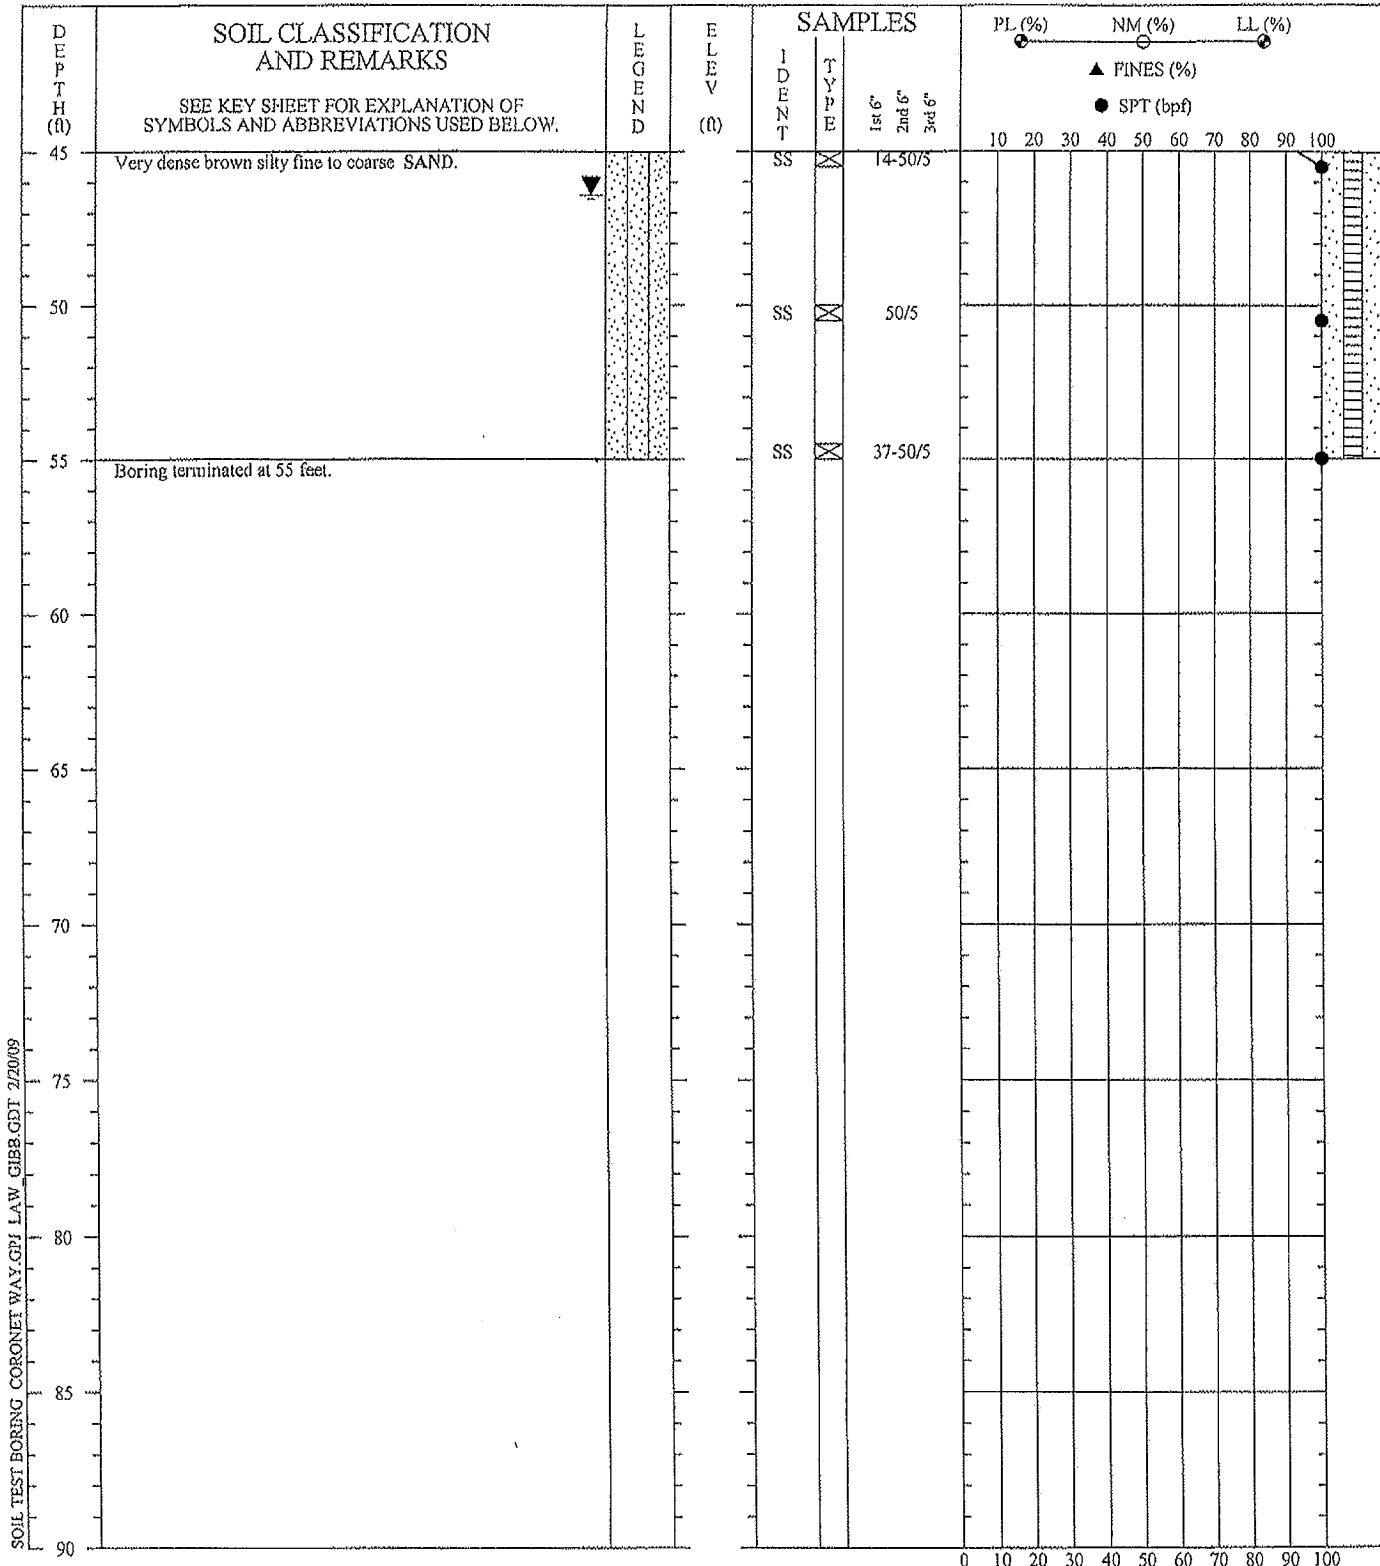 DEPTH (ft)
SOIL CLASSIFICATION
AND REMARKS
SEE KEY SHEET FOR EXPLANATION OF
SYMBOLS AND ABBREVIATIONS USED BELOW.
LEGEND
ELEV (ft)
SAMPLES
IDENT
TYPE
1st 6"
2nd 6"
3rd 6"
PL (%) NM (%) LL (%)
▲ FINES (%)
● SPT (bpf)
10 20 30 40 50 60 70 80 90 100
45 Very dense brown silty fine to coarse SAND. SS 14-50/5
50 SS 50/5
SS 37-50/5
55 Boring terminated at 55 feet.
60
65
70
75
80
85
90
0 10 20 30 40 50 60 70 80 90 100
SOIL TEST BORING CORONET WAY.GPJ LAW_GIBB.GDT 2/20/09